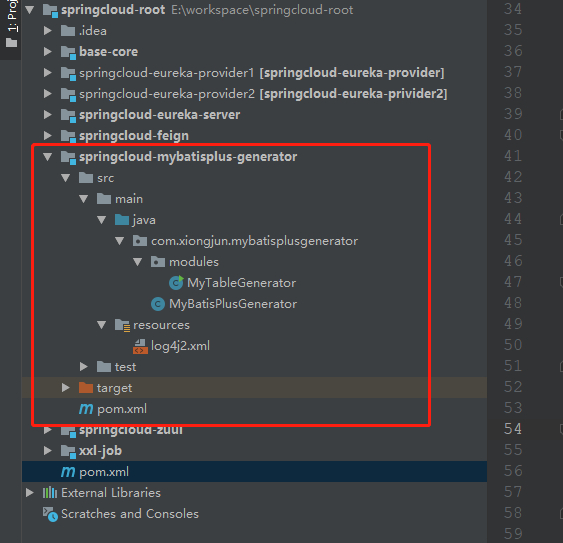 1: Project
springcloud-root E:\workspace\springcloud-root
.idea
base-core
springcloud-eureka-provider1 [springcloud-eureka-provider]
springcloud-eureka-provider2 [springcloud-eureka-privider2]
springcloud-eureka-server
springcloud-feign
springcloud-mybatisplus-generator
src
main
java
com.xiongjun.mybatisplusgenerator
modules
MyTableGenerator
MyBatisPlusGenerator
resources
log4j2.xml
test
target
pom.xml
springcloud-zuul
xxl-job
pom.xml
External Libraries
Scratches and Consoles
34
35
36
37
38
39
40
41
42
43
44
45
46
47
48
49
50
51
52
53
54
55
56
57
58
59